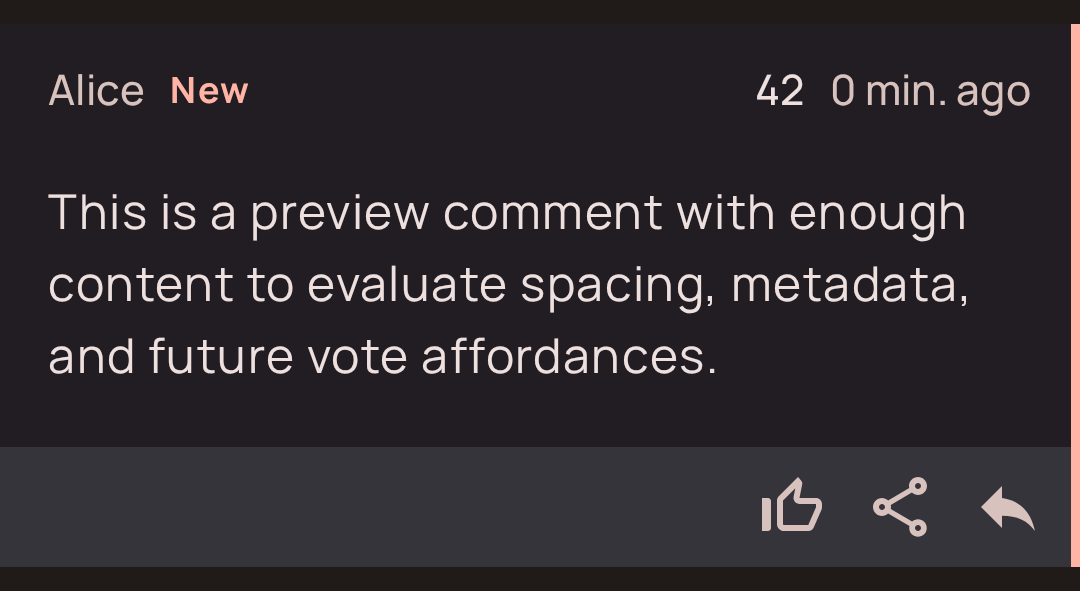 Alice New 42 0 min. ago
This is a preview comment with enough
content to evaluate spacing, metadata,
and future vote affordances.